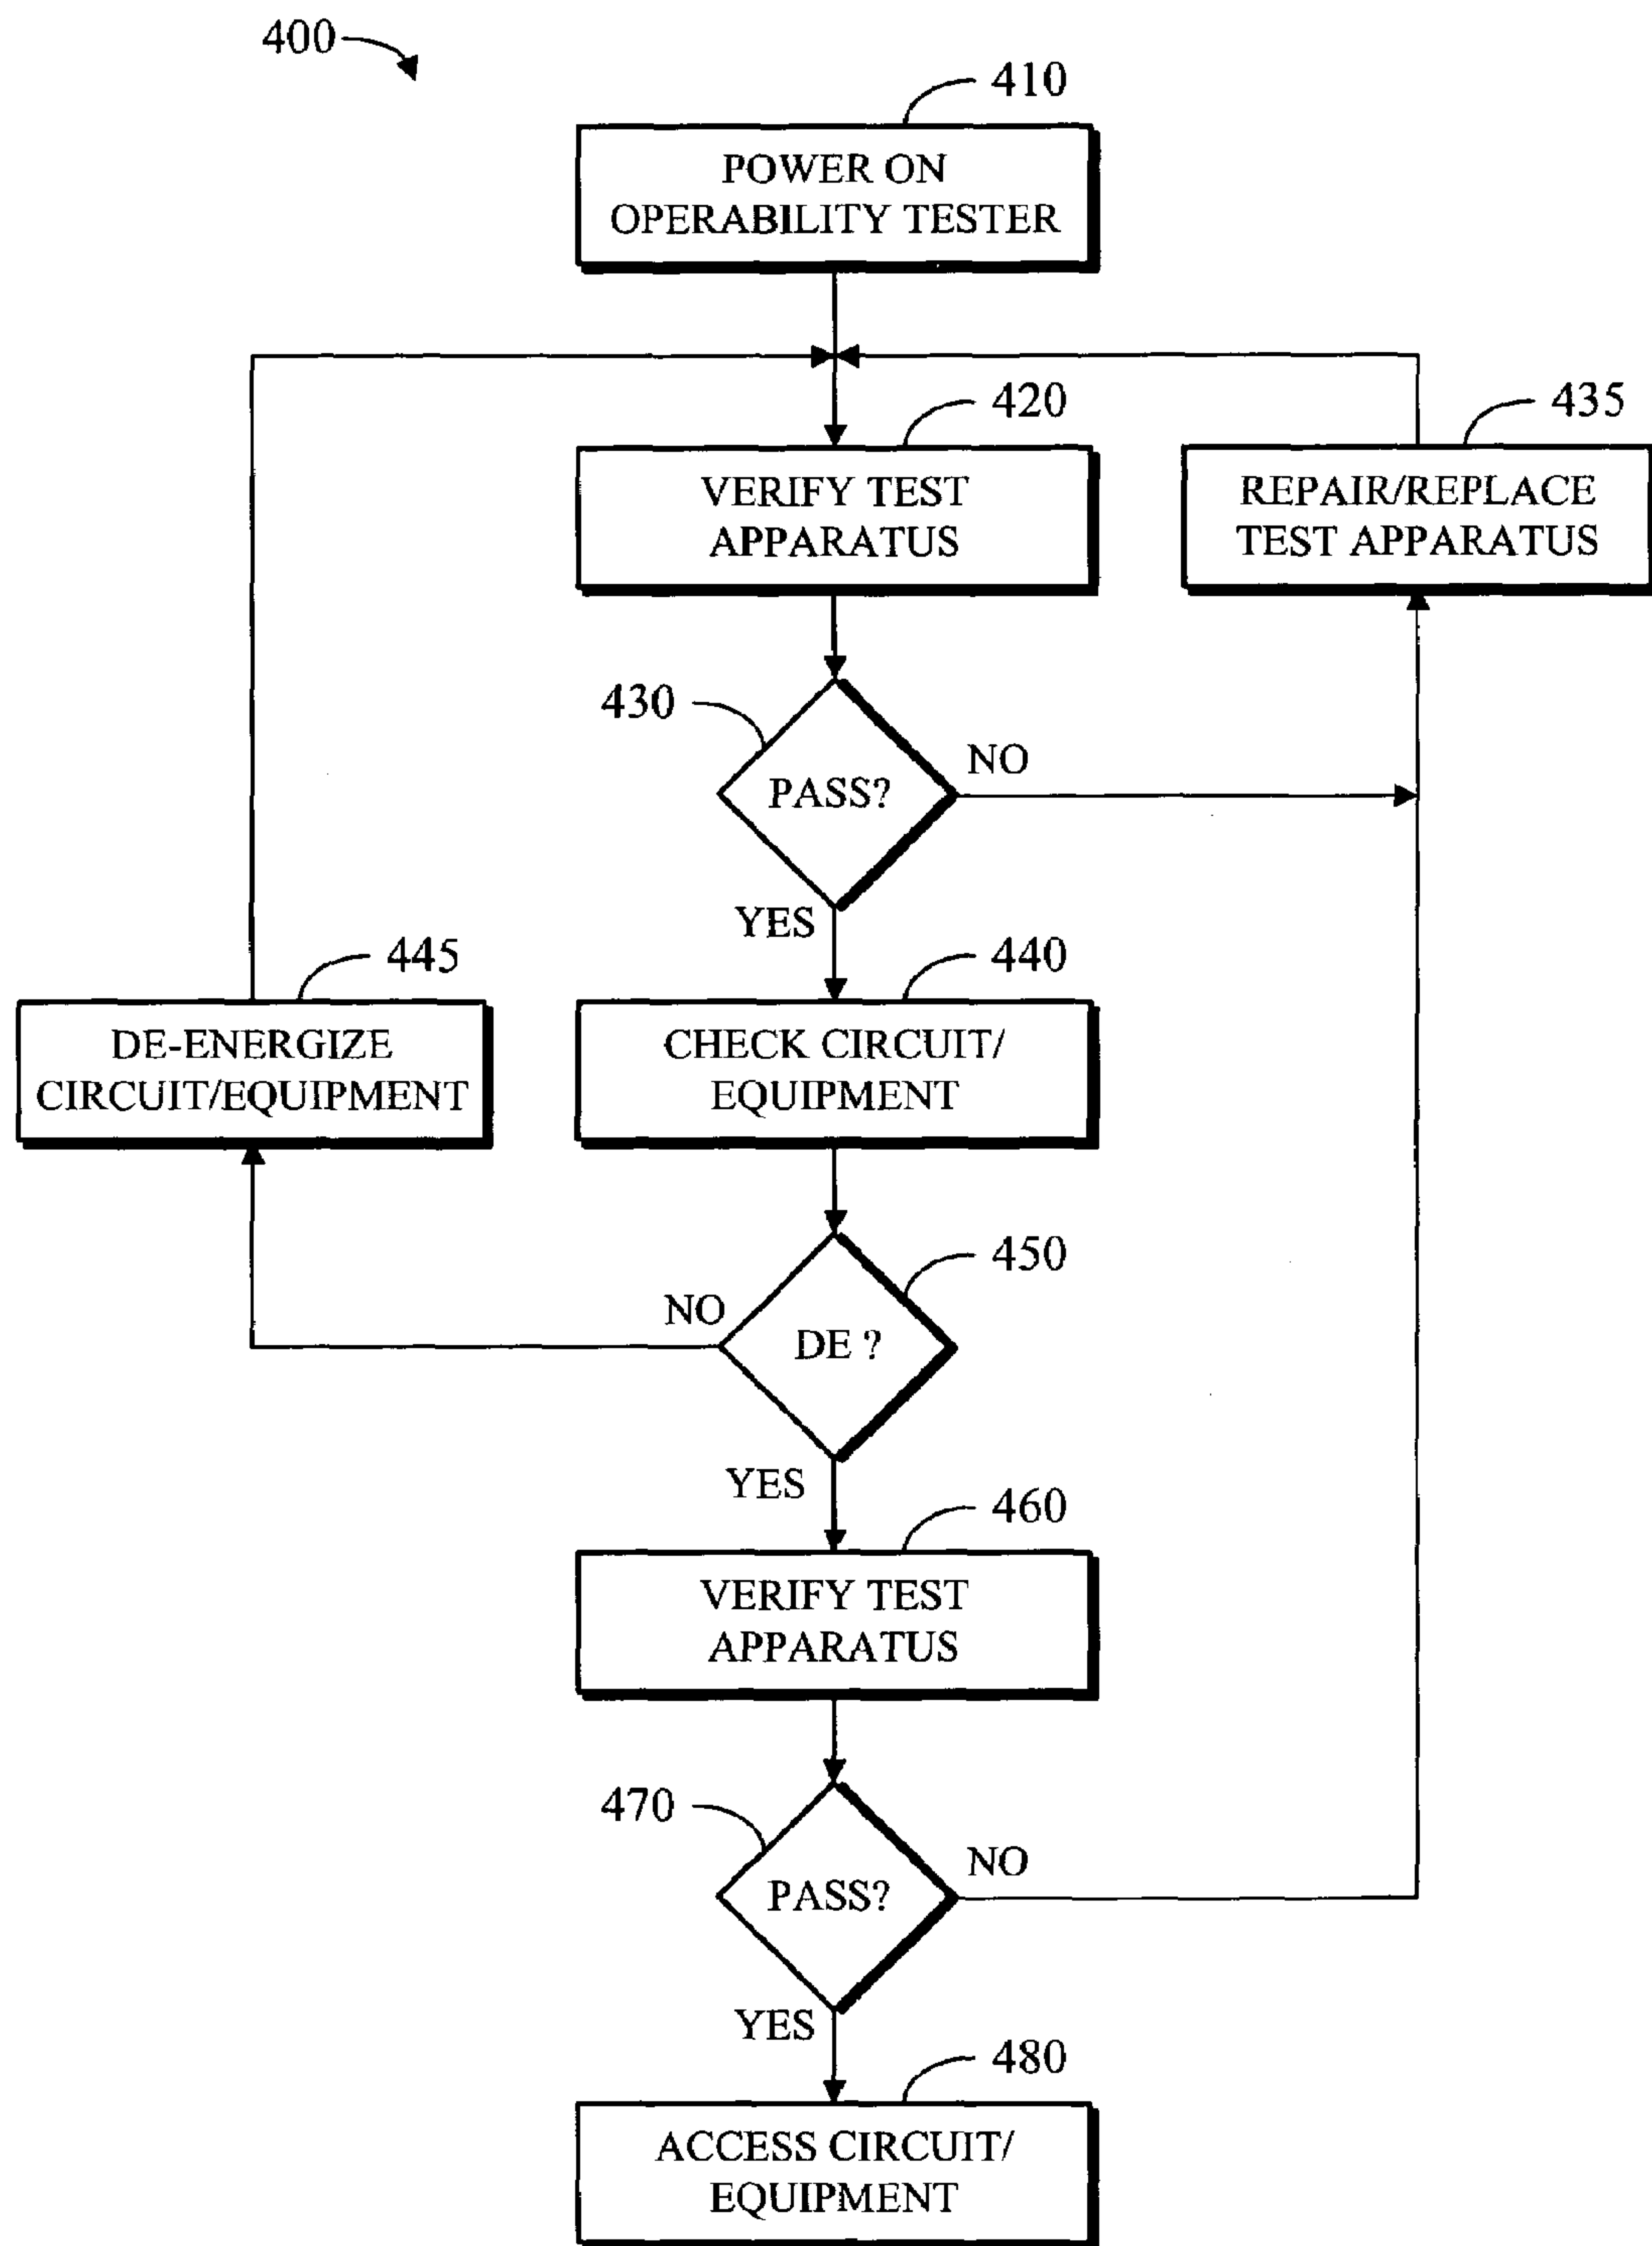 400
410
POWER ON
OPERABILITY TESTER
420
VERIFY TEST
APPARATUS
435
REPAIR/REPLACE
TEST APPARATUS
430
PASS?
NO
YES
445
DE-ENERGIZE
CIRCUIT/EQUIPMENT
440
CHECK CIRCUIT/
EQUIPMENT
450
NO
DE ?
YES
460
VERIFY TEST
APPARATUS
470
PASS?
NO
YES
480
ACCESS CIRCUIT/
EQUIPMENT